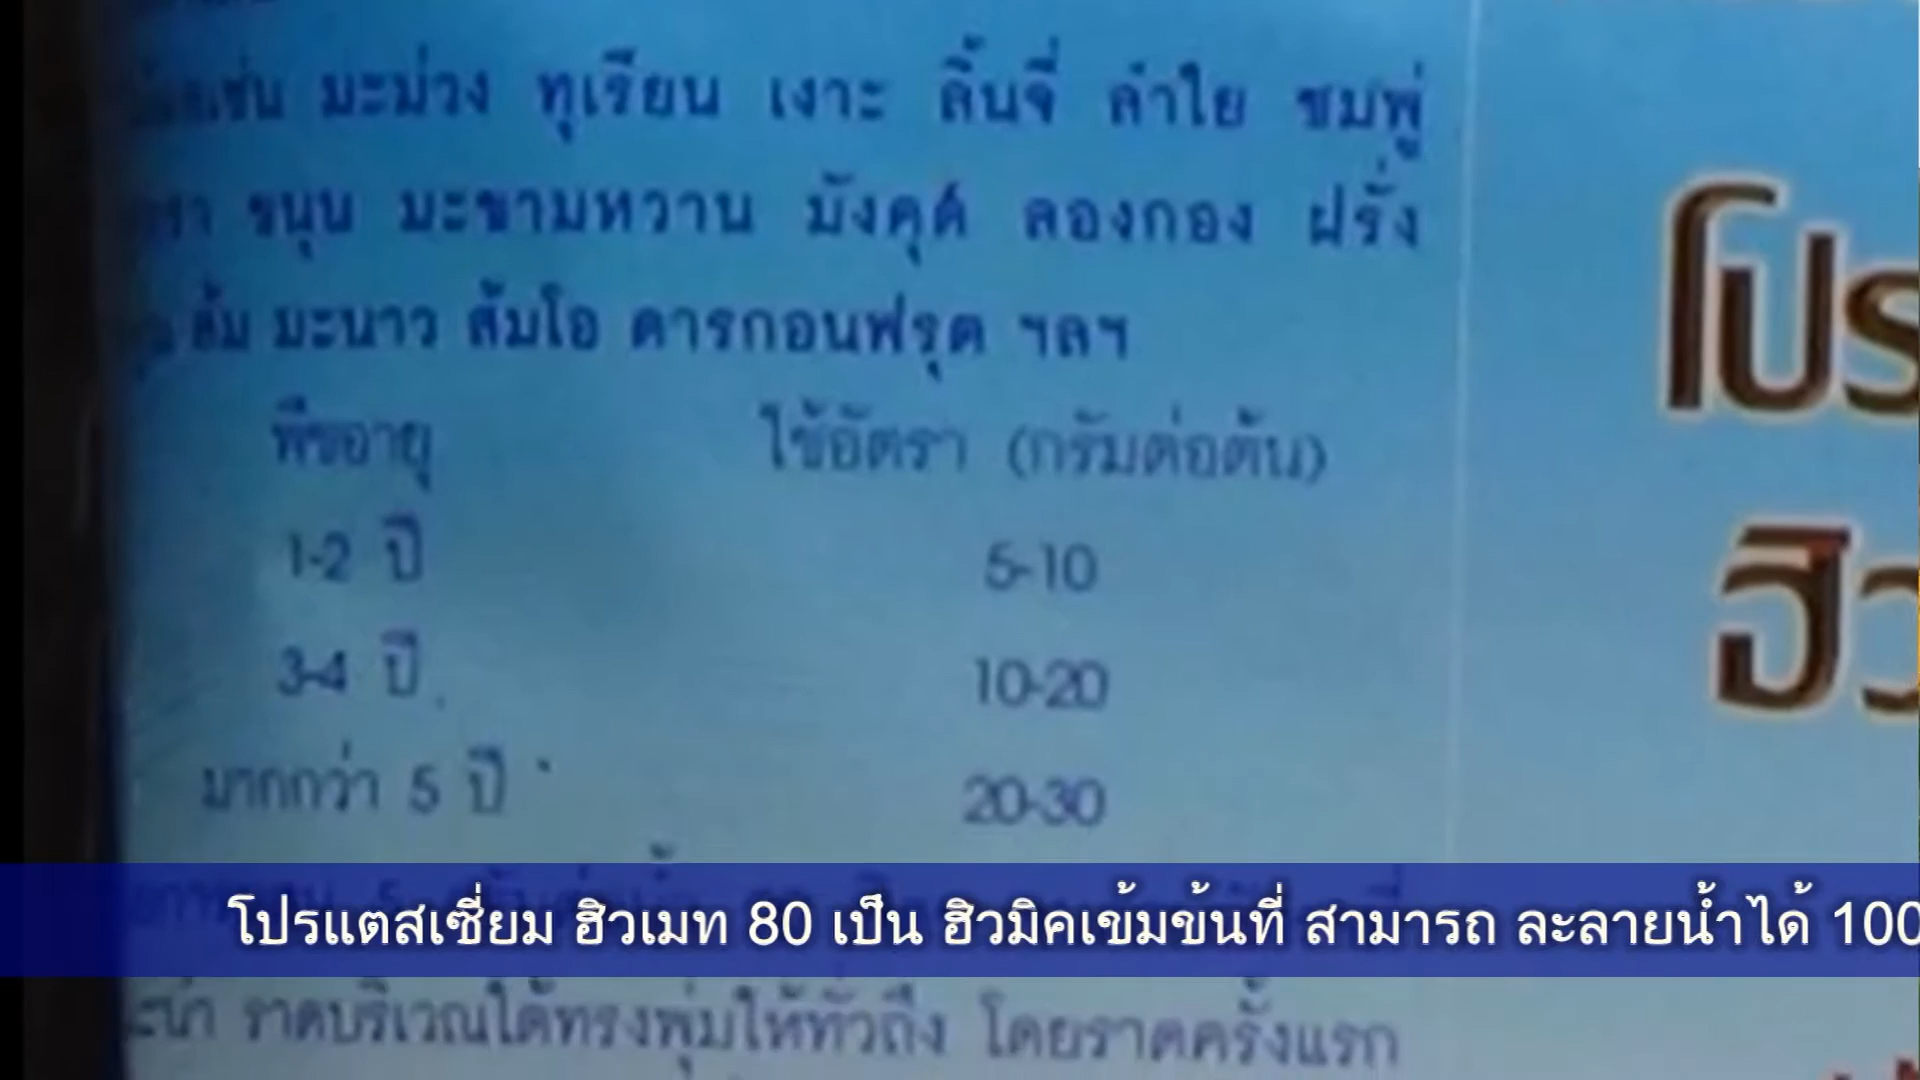 เช่น มะม่วง ทุเรียน เงาะ ลิ้นจี่ ลำใย ชมพู่
ขนุน มะขามหวาน มังคุด ลองกอง ฝรั่ง
ส้ม มะนาว ส้มโอ ดารกอนฟรุต ฯลฯ
พืชอายุ ใช้อัตรา (กรัมต่อต้น)
1-2 ปี 5-10
3-4 ปี 10-20
มากกว่า 5 ปี 20-30
โปรแตสเซี่ยม ฮิวเมท 80 เป็น ฮิวมิคเข้มข้นที่ สามารถ ละลายน้ำได้ 100
ราดบริเวณใต้ทรงพุ่มให้ทั่วถึง โดยราดครั้งแรก
โปร
ฮิว